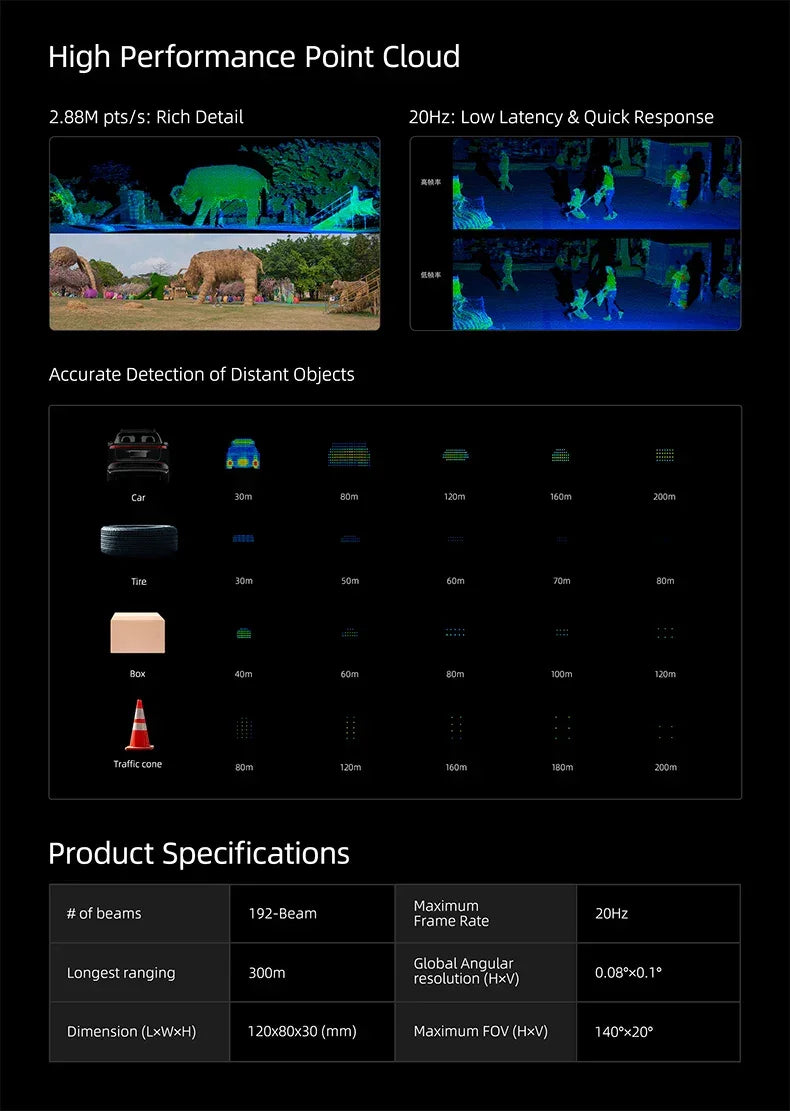 High Performance Point Cloud
2.88M pts/s: Rich Detail
20Hz: Low Latency & Quick Response
高帧率
低帧率
Accurate Detection of Distant Objects
Car
30m
80m
120m
160m
200m
Tire
30m
50m
60m
70m
80m
Box
40m
60m
80m
100m
120m
Traffic cone
80m
120m
160m
180m
200m
Product Specifications
# of beams
192-Beam
Maximum
Frame Rate
20Hz
Longest ranging
300m
Global Angular
resolution (H×V)
0.08°×0.1°
Dimension (L×W×H)
120x80x30 (mm)
Maximum FOV (H×V)
140°×20°